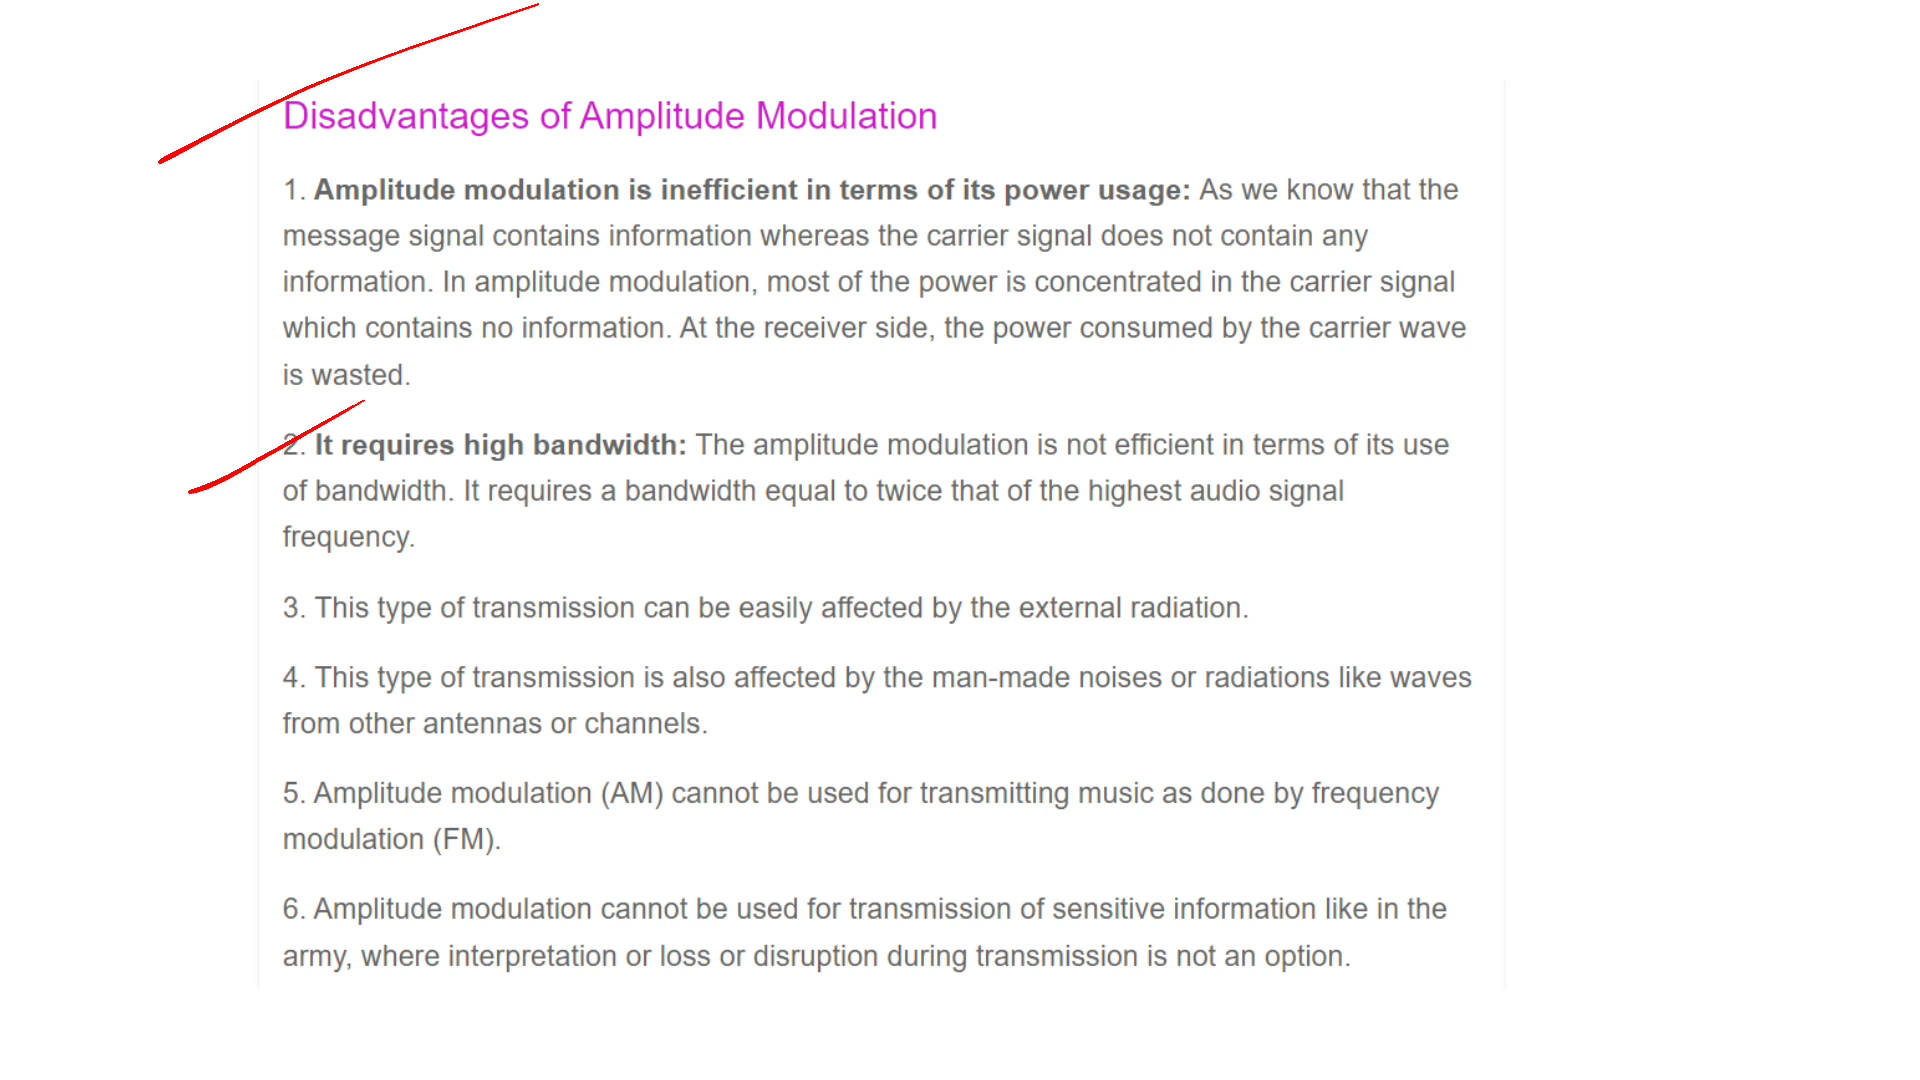 Disadvantages of Amplitude Modulation
1. Amplitude modulation is inefficient in terms of its power usage: As we know that the
message signal contains information whereas the carrier signal does not contain any
information. In amplitude modulation, most of the power is concentrated in the carrier signal
which contains no information. At the receiver side, the power consumed by the carrier wave
is wasted.
2. It requires high bandwidth: The amplitude modulation is not efficient in terms of its use
of bandwidth. It requires a bandwidth equal to twice that of the highest audio signal
frequency.
3. This type of transmission can be easily affected by the external radiation.
4. This type of transmission is also affected by the man-made noises or radiations like waves
from other antennas or channels.
5. Amplitude modulation (AM) cannot be used for transmitting music as done by frequency
modulation (FM).
6. Amplitude modulation cannot be used for transmission of sensitive information like in the
army, where interpretation or loss or disruption during transmission is not an option.